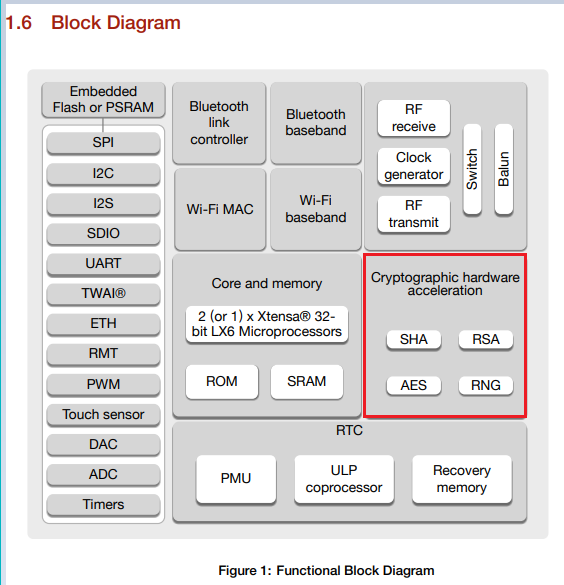 1.6 Block Diagram
Embedded
Flash or PSRAM
SPI
I2C
I2S
SDIO
UART
TWAI®
ETH
RMT
PWM
Touch sensor
DAC
ADC
Timers
Bluetooth
link
controller
Bluetooth
baseband
Wi-Fi MAC
Wi-Fi
baseband
RF
receive
Clock
generator
RF
transmit
Switch
Balun
Core and memory
2 (or 1) x Xtensa® 32-
bit LX6 Microprocessors
ROM
SRAM
Cryptographic hardware
acceleration
SHA
RSA
AES
RNG
RTC
PMU
ULP
coprocessor
Recovery
memory
Figure 1: Functional Block Diagram